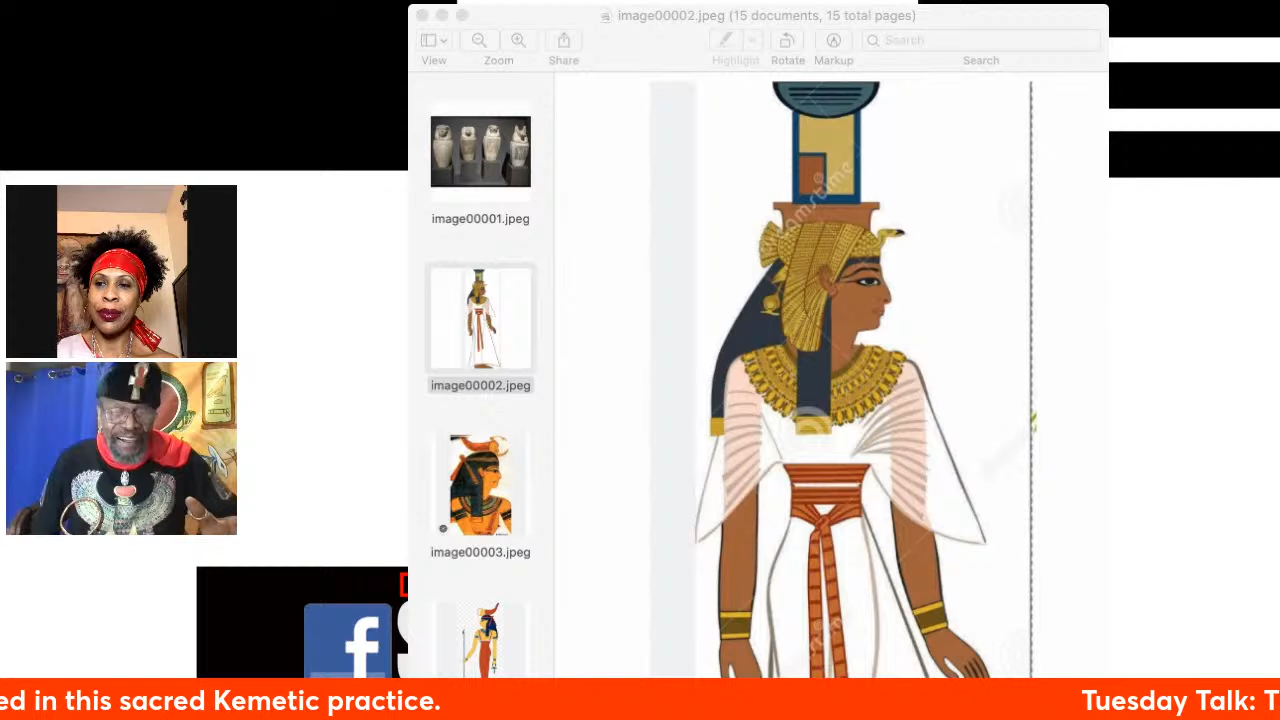 image00002.jpeg (15 documents, 15 total pages)
View
Zoom
Share
Highlight
Rotate
Markup
Search
Search
image00001.jpeg
image00002.jpeg
image00003.jpeg
ed in this sacred Kemetic practice.
Tuesday Talk: T